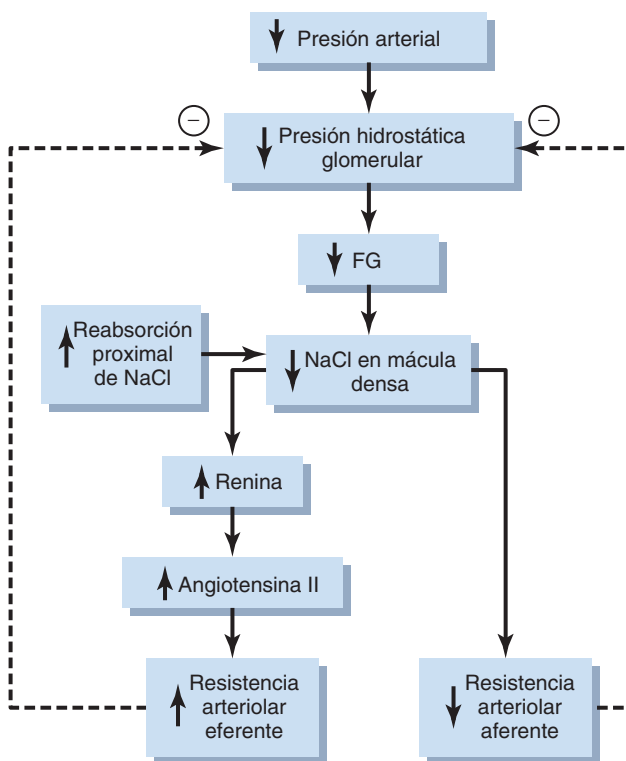 ↓ Presión arterial
− −
↓ Presión hidrostática
glomerular
↓ FG
↑ Reabsorción
proximal
de NaCl
↓ NaCl en mácula
densa
↑ Renina
↑ Angiotensina II
↑ Resistencia
arteriolar
eferente
↓ Resistencia
arteriolar
aferente